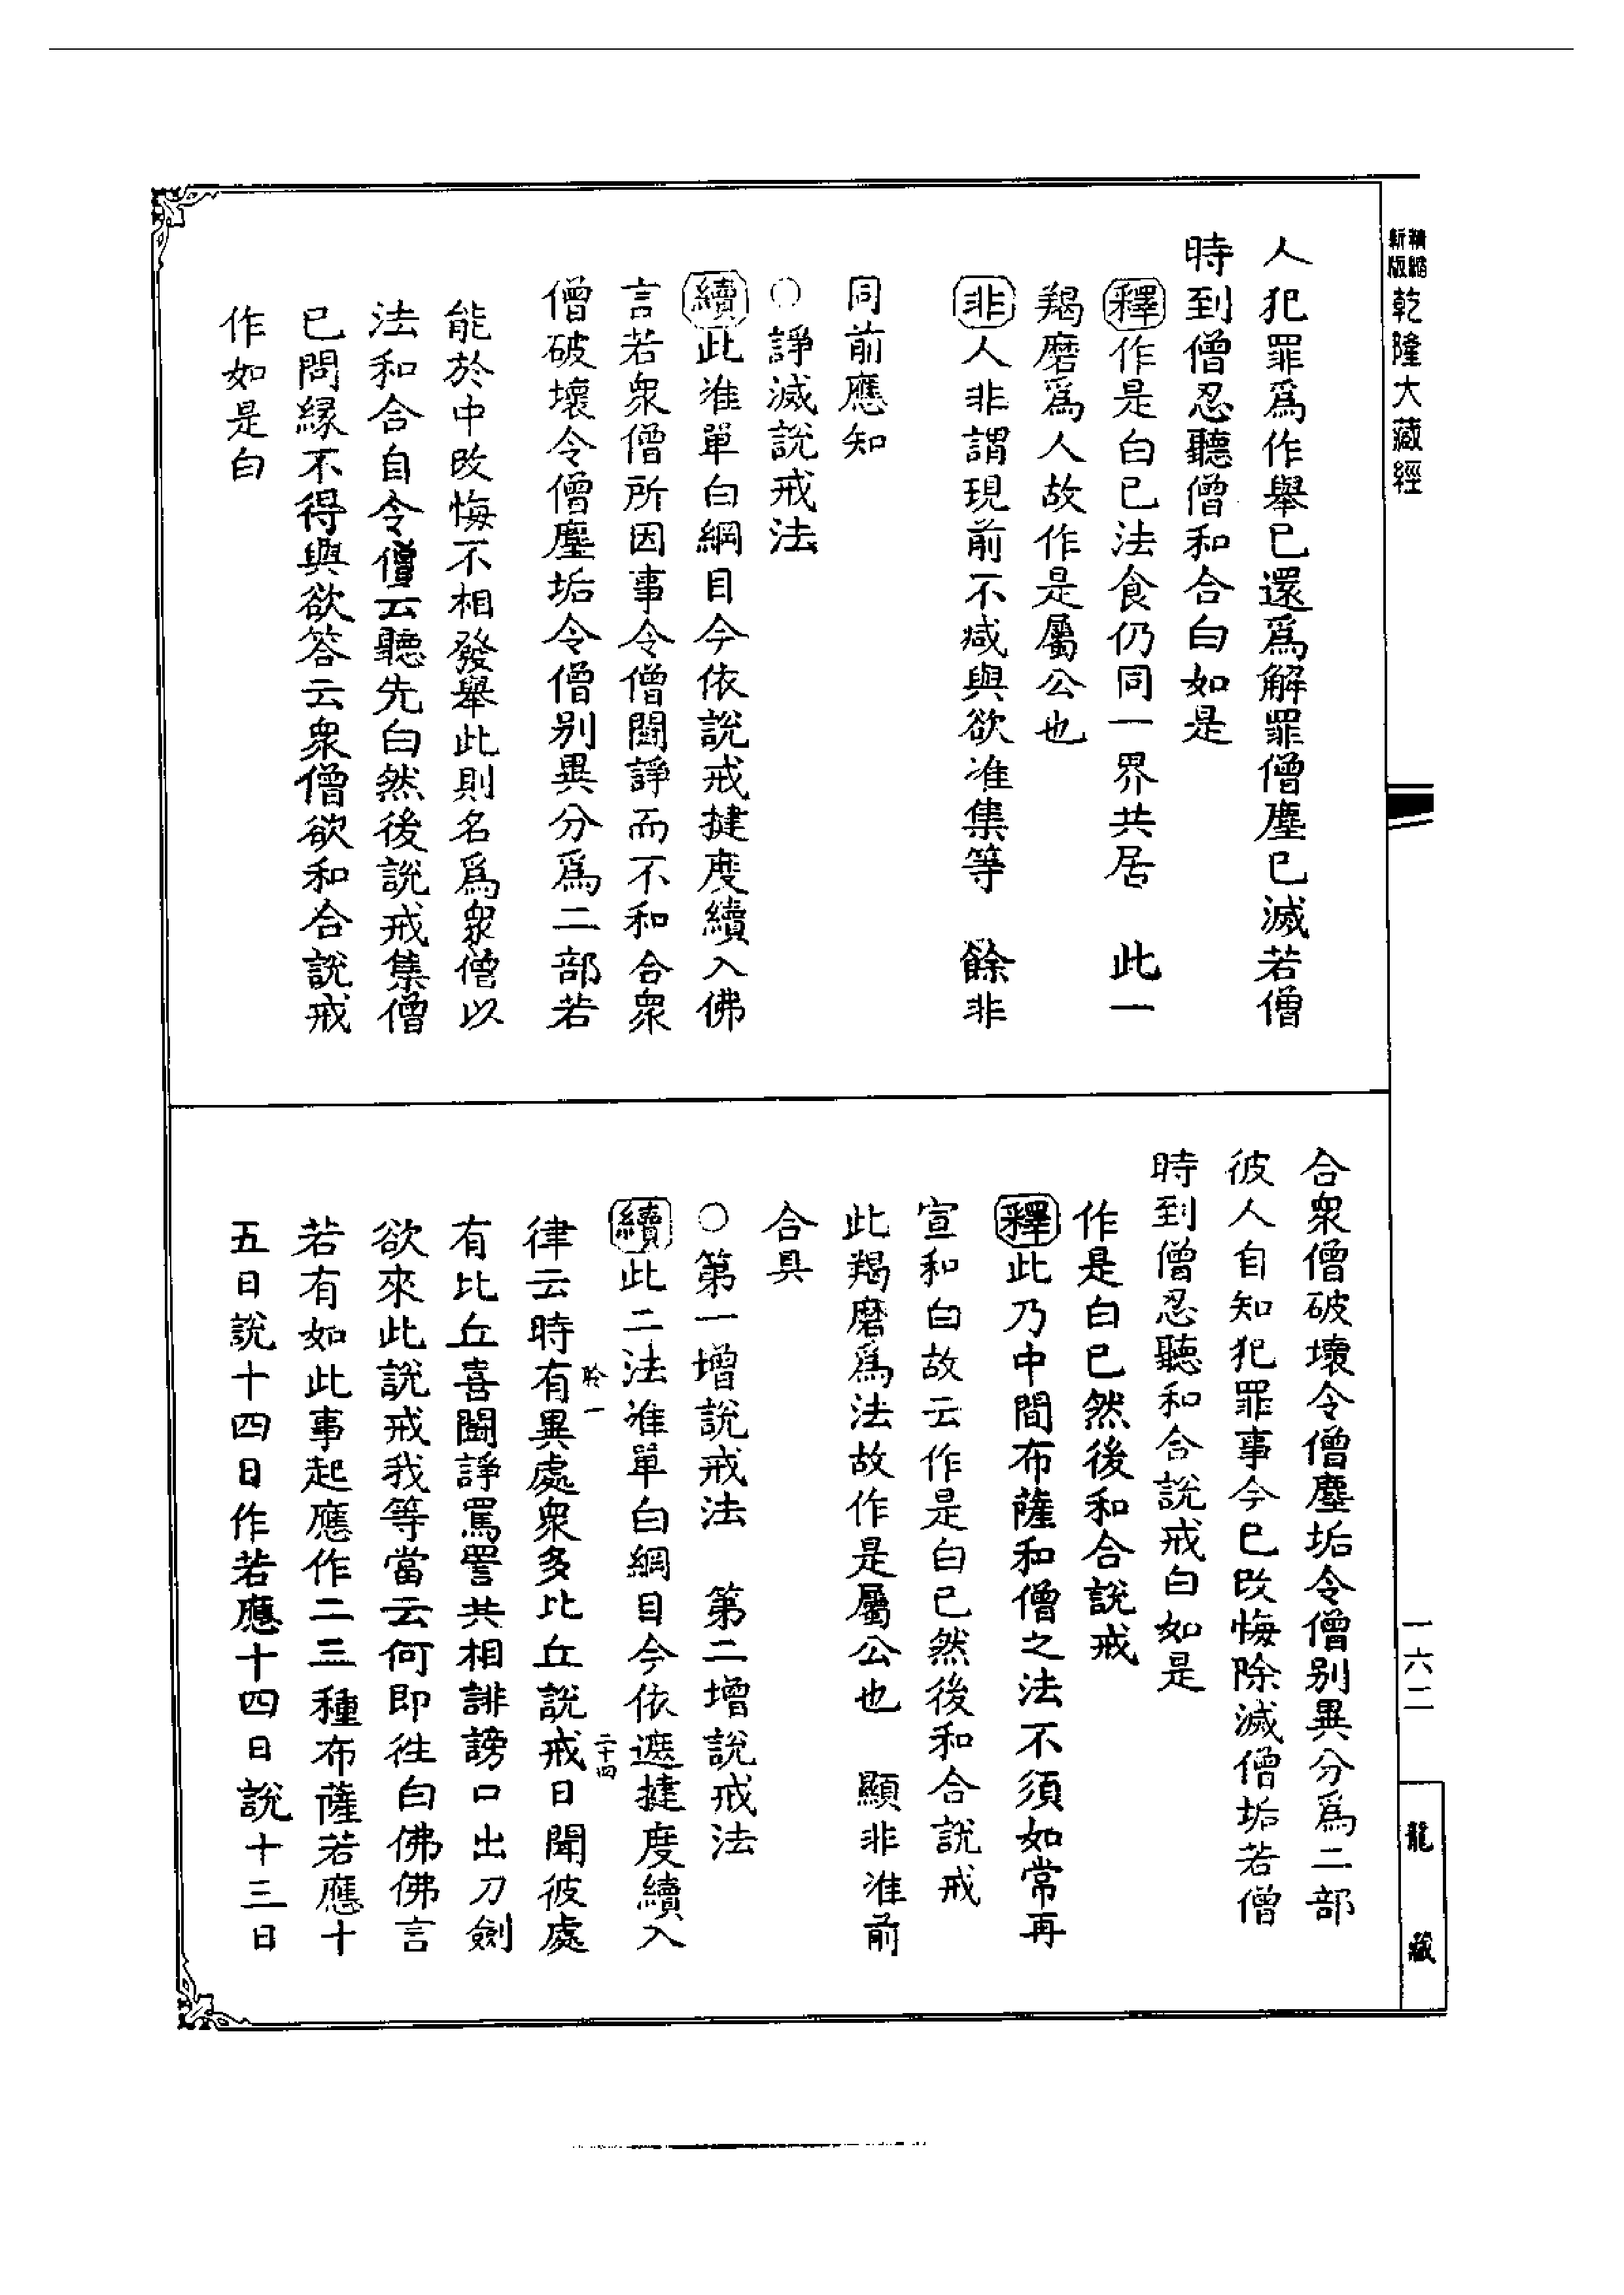 精縮
新版
乾隆大藏經
人犯罪爲作舉已還爲解罪僧塵已滅若僧
時到僧忍聽僧和合白如是
釋作是白已法食仍同一界共居　此一
羯磨爲人故作是屬公也
非人非謂現前不咸與欲准集等　餘非
同前應知
○諍滅說戒法
續此准單白綱目今依說戒揵度續入佛
言若衆僧所因事令僧鬪諍而不和合衆
僧破壞令僧塵垢令僧別異分爲二部若
能於中改悔不相發舉此則名爲衆僧以
法和合自令僧云聽先白然後說戒集僧
已問緣不得與欲答云衆僧欲和合說戒
作如是白
合衆僧破壞令僧塵垢令僧別異分爲二部
彼人自知犯罪事今已改悔除滅僧垢若僧
時到僧忍聽和合說戒白如是
作是白已然後和合說戒
釋此乃中間布薩和僧之法不須如常再
宣和白故云作是白已然後和合說戒
此羯磨爲法故作是屬公也　顯非准前
合具
○第一增說戒法　第二增說戒法
續此二法准單白綱目今依遮揵度續入
律云時有異處衆多比丘說戒日聞彼處
有比丘喜鬪諍罵詈共相誹謗口出刀劍
欲來此說戒我等當云何即往白佛佛言
若有如此事起應作二三種布薩若應十
五日說十四日作若應十四日說十三日
一
二十四
一六二
龍藏